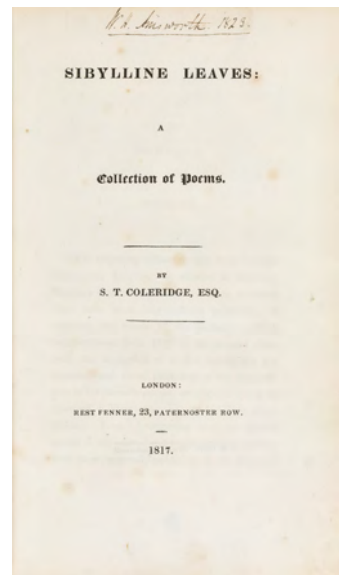 W. H. Ainsworth 1823.
SIBYLLINE LEAVES:
A
Collection of Poems.
BY
S. T. COLERIDGE, ESQ.
LONDON:
REST FENNER, 23, PATERNOSTER ROW.
1817.